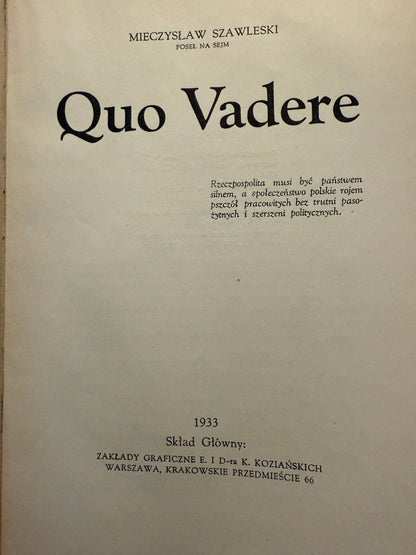 MIECZYSŁAW SZAWLESKI
POSEŁ NA SEJM
Quo Vadere
Rzeczpospolita musi być państwem
silnem, a społeczeństwo polskie rojem
pszczół pracowitych bez trutni paso-
żytnych i szerszeni politycznych.
1933
Skład Główny:
ZAKŁADY GRAFICZNE E. I D-ra K. KOZIAŃSKICH
WARSZAWA, KRAKOWSKIE PRZEDMIEŚCIE 66